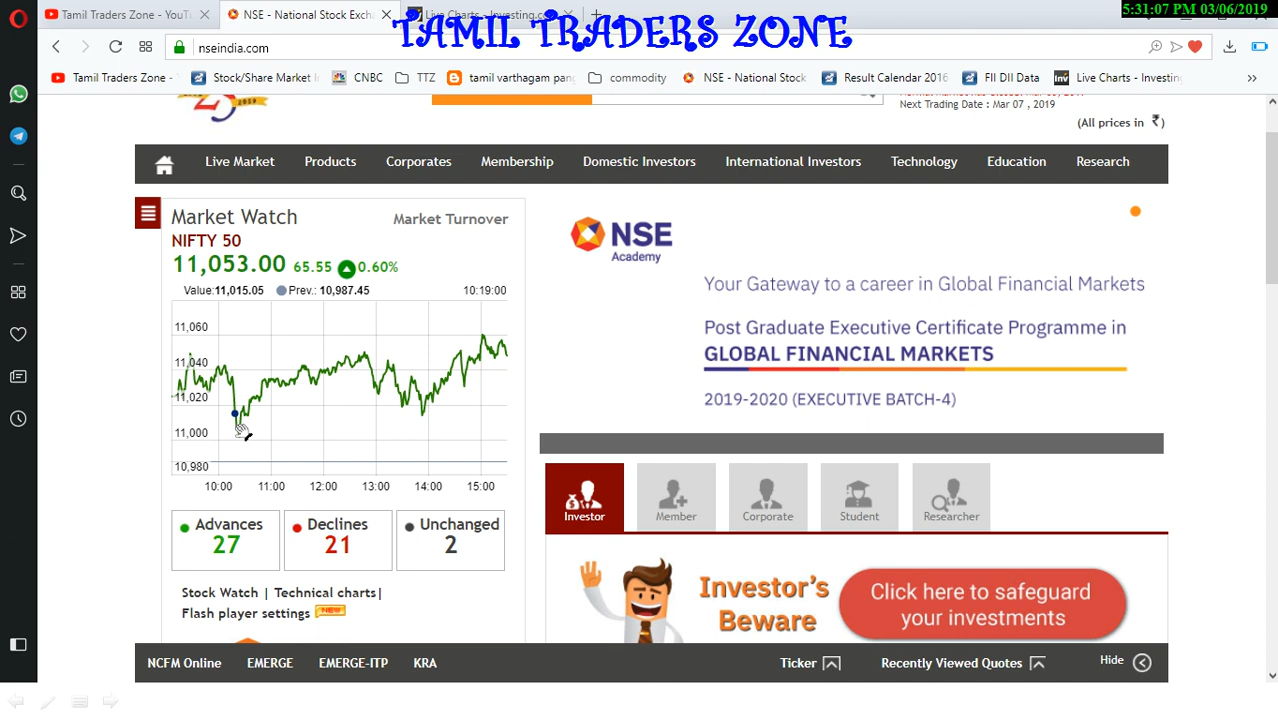 5:31:07 PM 03/06/2019
Tamil Traders Zone - YouT
NSE - National Stock Excha
Live Charts - Investing.co
TAMIL TRADERS ZONE
nseindia.com
Tamil Traders Zone -
Stock/Share Market I
CNBC
TTZ
tamil varthagam pan
commodity
NSE - National Stock
Result Calendar 2016
FII DII Data
Live Charts - Investin
2019
Next Trading Date : Mar 07 , 2019
(All prices in ₹)
Live Market
Products
Corporates
Membership
Domestic Investors
International Investors
Technology
Education
Research
Market Watch
Market Turnover
NIFTY 50
11,053.00 65.55 0.60%
Value:11,015.05 Prev.: 10,987.45 10:19:00
11,060
11,040
11,020
11,000
10,980
10:00 11:00 12:00 13:00 14:00 15:00
Advances
27
Declines
21
Unchanged
2
Stock Watch | Technical charts|
Flash player settings NEW
NSE
Academy
Your Gateway to a career in Global Financial Markets
Post Graduate Executive Certificate Programme in
GLOBAL FINANCIAL MARKETS
2019-2020 (EXECUTIVE BATCH-4)
Investor
Member
Corporate
Student
Researcher
Investor's
Beware
Click here to safeguard
your investments
NCFM Online
EMERGE
EMERGE-ITP
KRA
Ticker
Recently Viewed Quotes
Hide